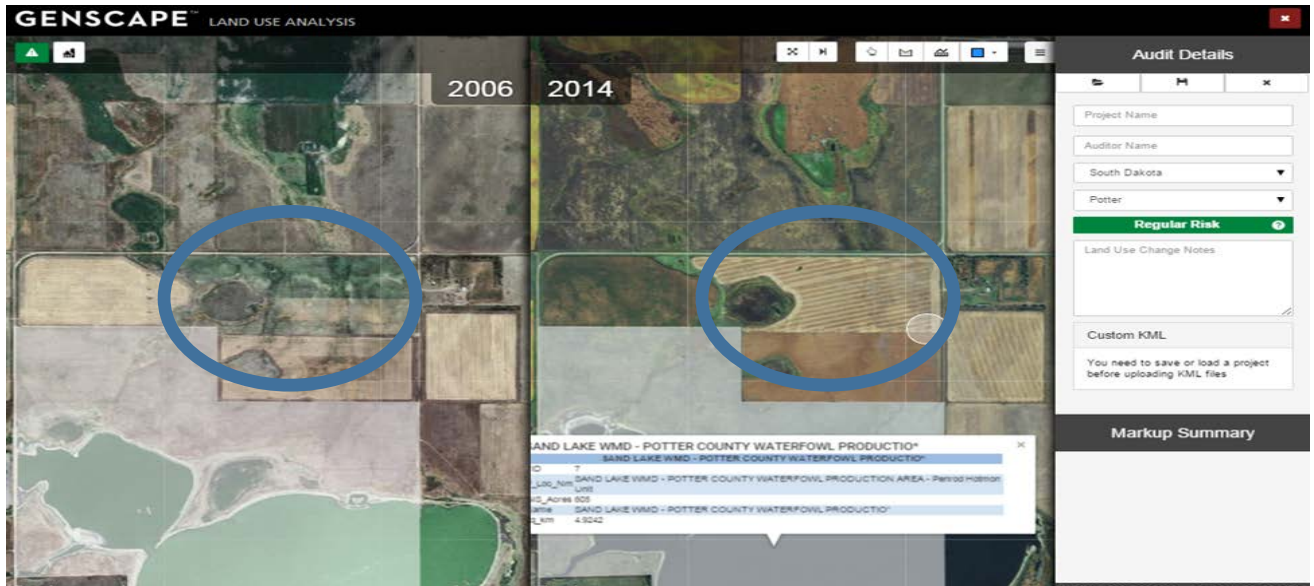 GENSCAPE™ LAND USE ANALYSIS
2006 2014
Audit Details
Project Name
Auditor Name
South Dakota
Potter
Regular Risk
Land Use Change Notes
Custom KML
You need to save or load a project
before uploading KML files
Markup Summary
SAND LAKE WMD - POTTER COUNTY WATERFOWL PRODUCTIO*
SAND LAKE WMD - POTTER COUNTY WATERFOWL PRODUCTIO*
7
SAND LAKE WMD - POTTER COUNTY WATERFOWL PRODUCTION AREA - Penrod
Unit
_Acres 605
SAND LAKE WMD - POTTER COUNTY WATERFOWL PRODUCTIO*
_km 4.9242